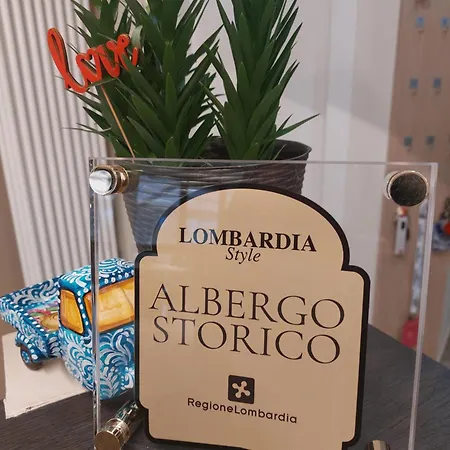 love
LOMBARDIA
Style
ALBERGO
STORICO
RegioneLombardia